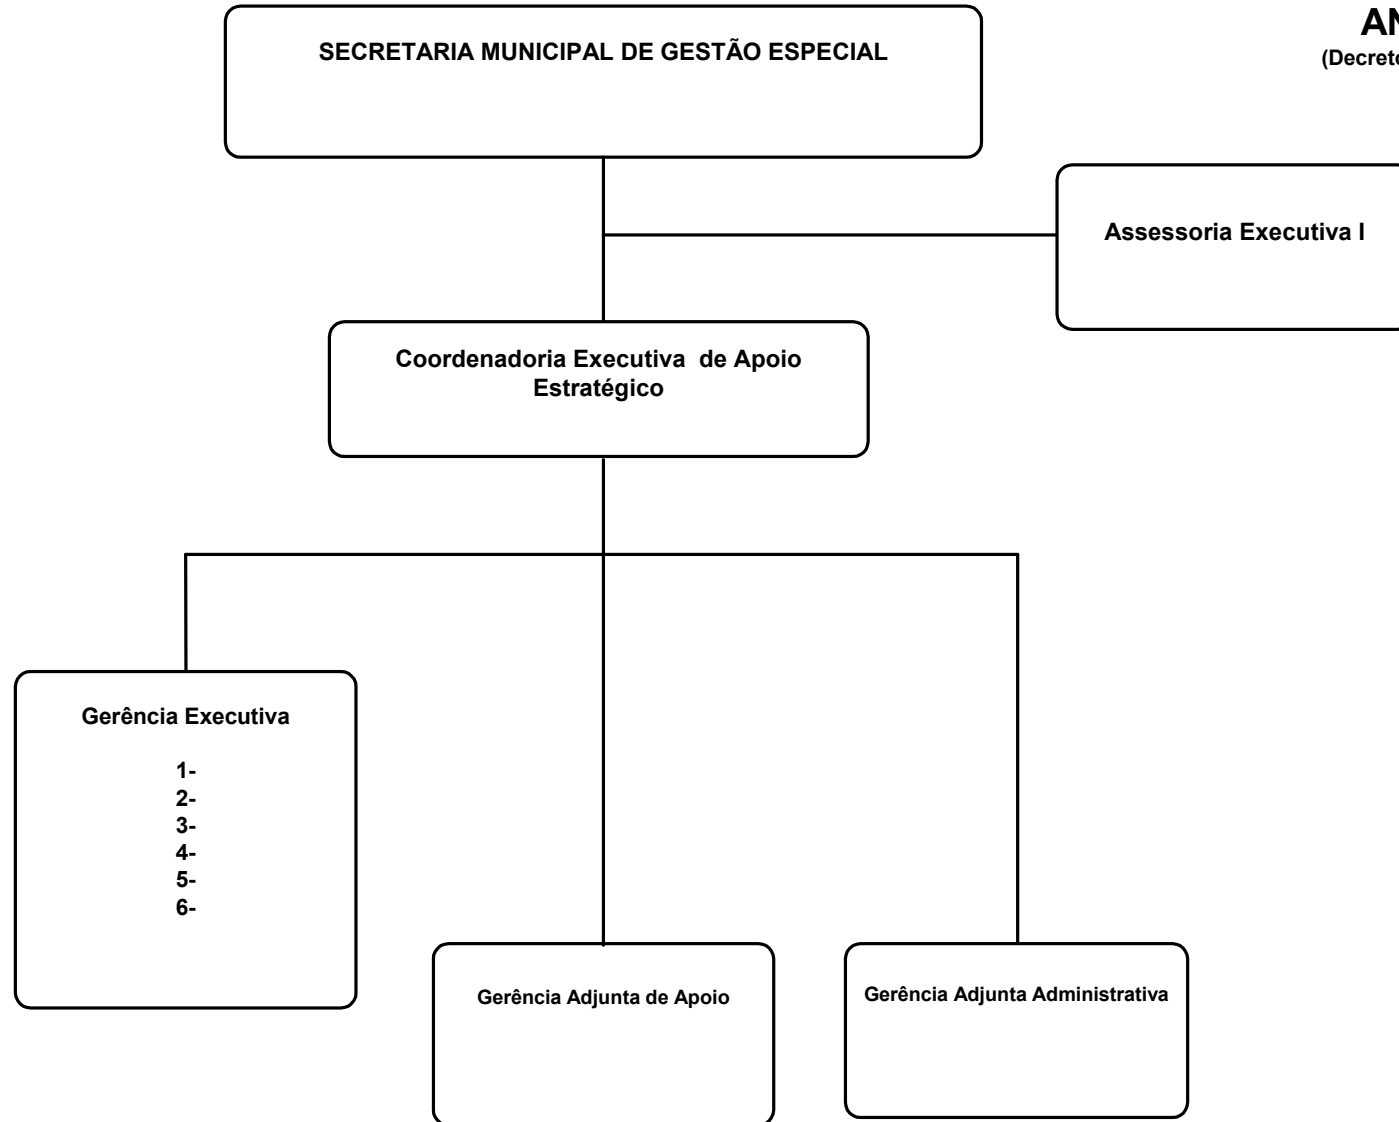 SECRETARIA MUNICIPAL DE GESTÃO ESPECIAL
Assessoria Executiva I
Coordenadoria Executiva de Apoio
Estratégico
Gerência Executiva
1-
2-
3-
4-
5-
6-
Gerência Adjunta de Apoio
Gerência Adjunta Administrativa